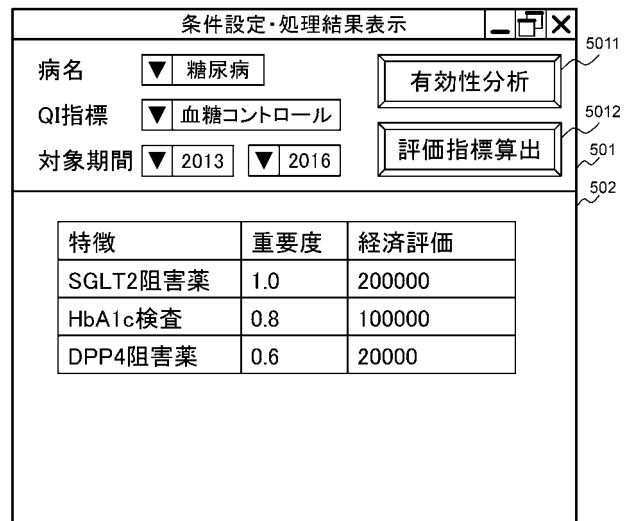 条件設定・処理結果表示
病名 ▼ 糖尿病
有効性分析
5011
QI指標 ▼ 血糖コントロール
評価指標算出
5012
対象期間 ▼ 2013 ▼ 2016
501
502
特徴 重要度 経済評価
SGLT2阻害薬 1.0 200000
HbA1c検査 0.8 100000
DPP4阻害薬 0.6 20000